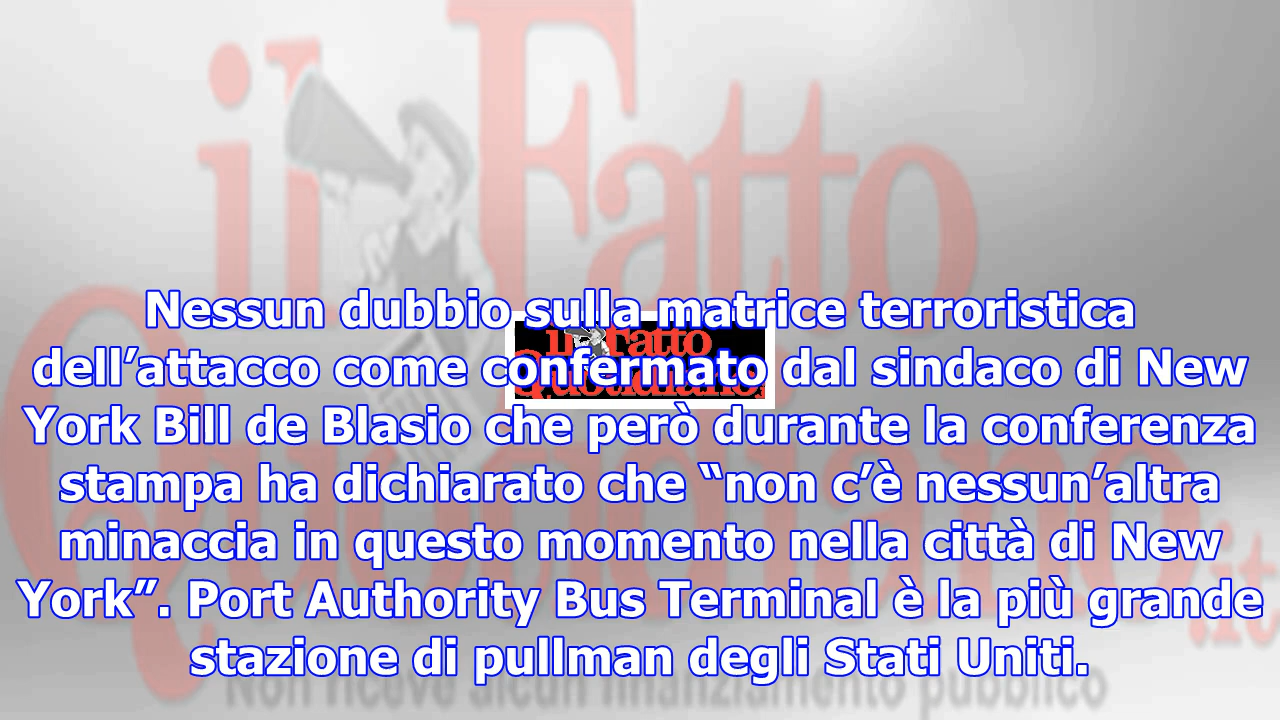 il Fatto
Quotidiano.it
Non riceve alcun finanziamento pubblico
il Fatto
Quotidiano.
Nessun dubbio sulla matrice terroristica
dell’attacco come confermato dal sindaco di New
York Bill de Blasio che però durante la conferenza
stampa ha dichiarato che “non c’è nessun’altra
minaccia in questo momento nella città di New
York”. Port Authority Bus Terminal è la più grande
stazione di pullman degli Stati Uniti.